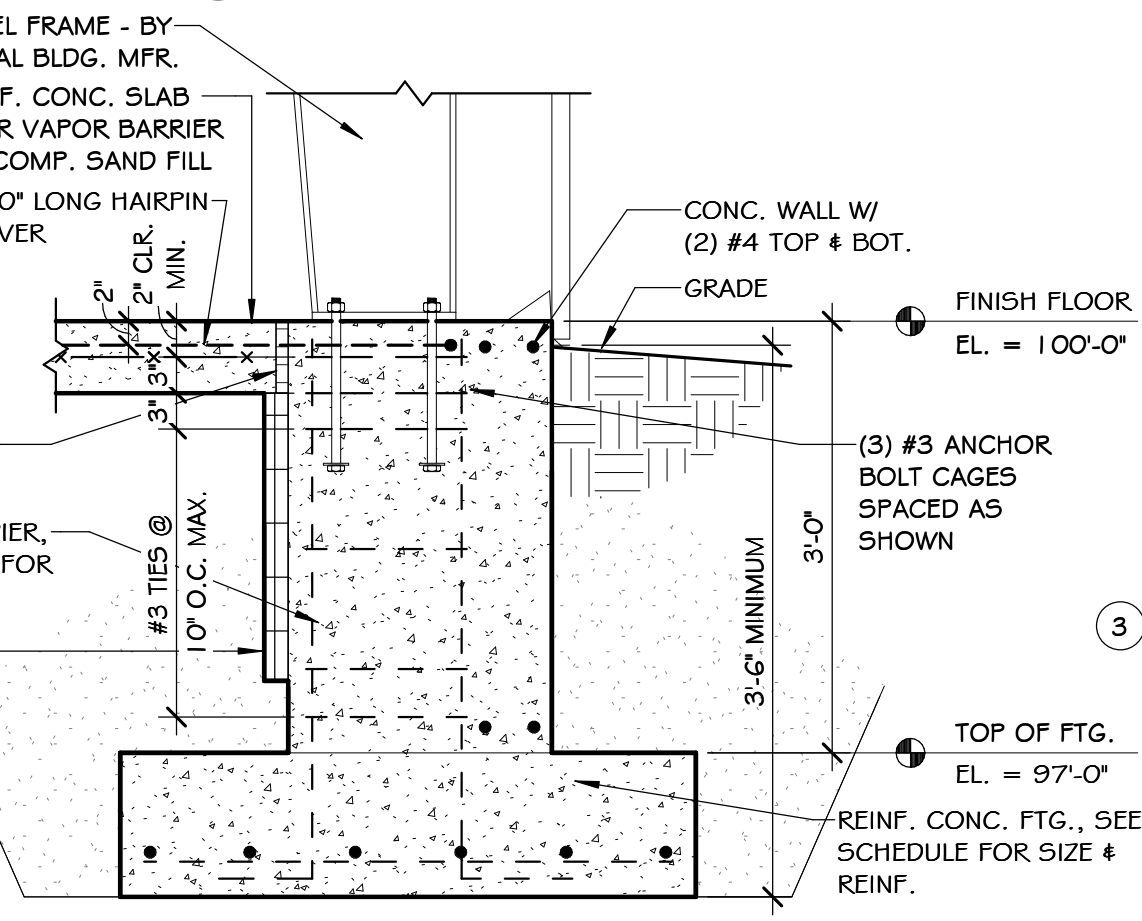 EL FRAME - BY
AL BLDG. MFR.
F. CONC. SLAB
R VAPOR BARRIER
COMP. SAND FILL
0" LONG HAIRPIN
VER
2"
2" CLR.
MIN.
3"
3"
CONC. WALL W/
(2) #4 TOP & BOT.
GRADE
FINISH FLOOR
EL. = 100'-0"
(3) #3 ANCHOR
BOLT CAGES
SPACED AS
SHOWN
PIER,
FOR
#3 TIES @
10" O.C. MAX.
3'-6" MINIMUM
3'-0"
3
TOP OF FTG.
EL. = 97'-0"
REINF. CONC. FTG., SEE
SCHEDULE FOR SIZE &
REINF.